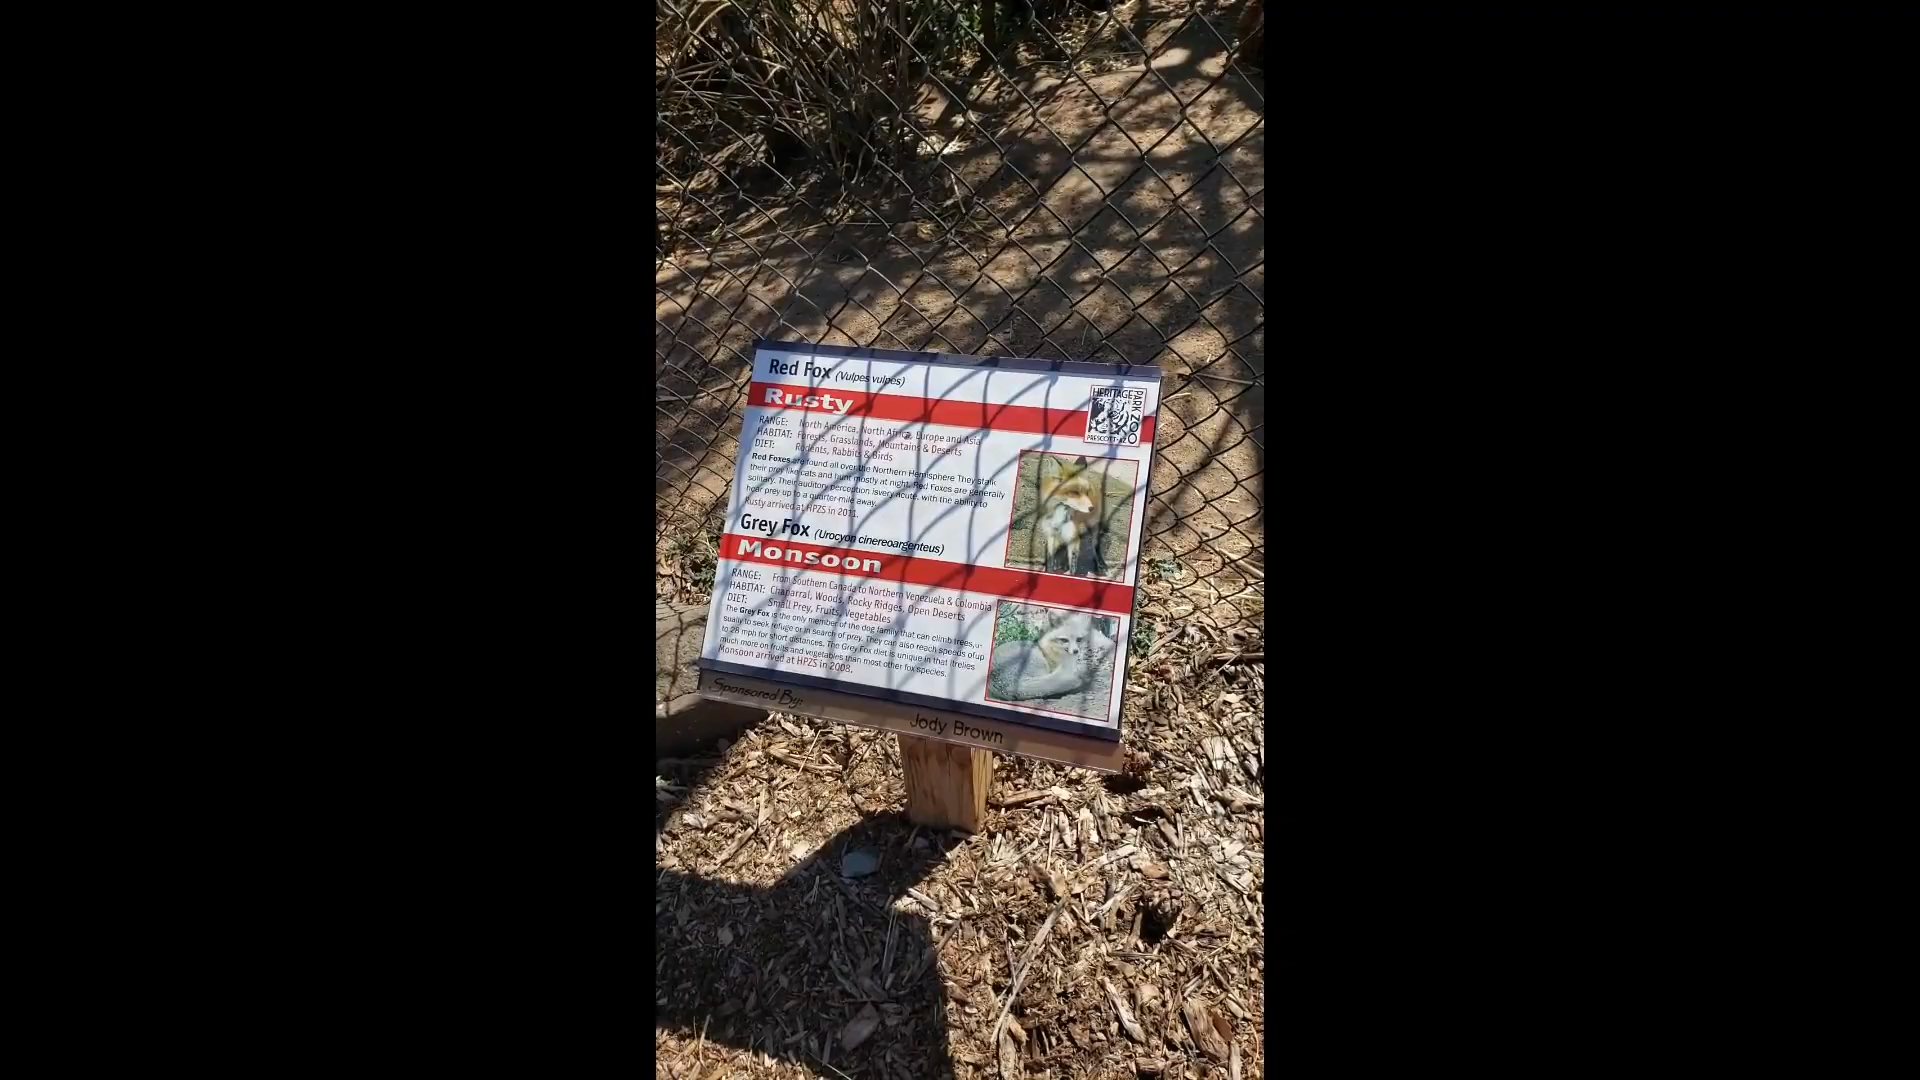 Red Fox (Vulpes vulpes)
Rusty
HERITAGE PARK ZOO
PRESCOTT AZ
RANGE: North America, North Africa, Europe and Asia
HABITAT: Forests, Grasslands, Mountains & Deserts
DIET: Rodents, Rabbits & Birds
Red Foxes are found all over the Northern Hemisphere They stalk
their prey like cats and hunt mostly at night. Red Foxes are generally
solitary. Their auditory perception isvery acute, with the ability to
hear prey up to a quarter-mile away.
Rusty arrived at HPZS in 2011.
Grey Fox (Urocyon cinereoargenteus)
Monsoon
RANGE: From Southern Canada to Northern Venezuela & Colombia
HABITAT: Chaparral, Woods, Rocky Ridges, Open Deserts
DIET: Small Prey, Fruits, Vegetables
The Grey Fox is the only member of the dog family that can climb trees,u-
sually to seek refuge or in search of prey. They can also reach speeds ofup
to 28 mph for short distances. The Grey Fox diet is unique in that itrelies
much more on fruits and vegetables than most other fox species.
Monsoon arrived at HPZS in 2008.
Sponsored By:
Jody Brown